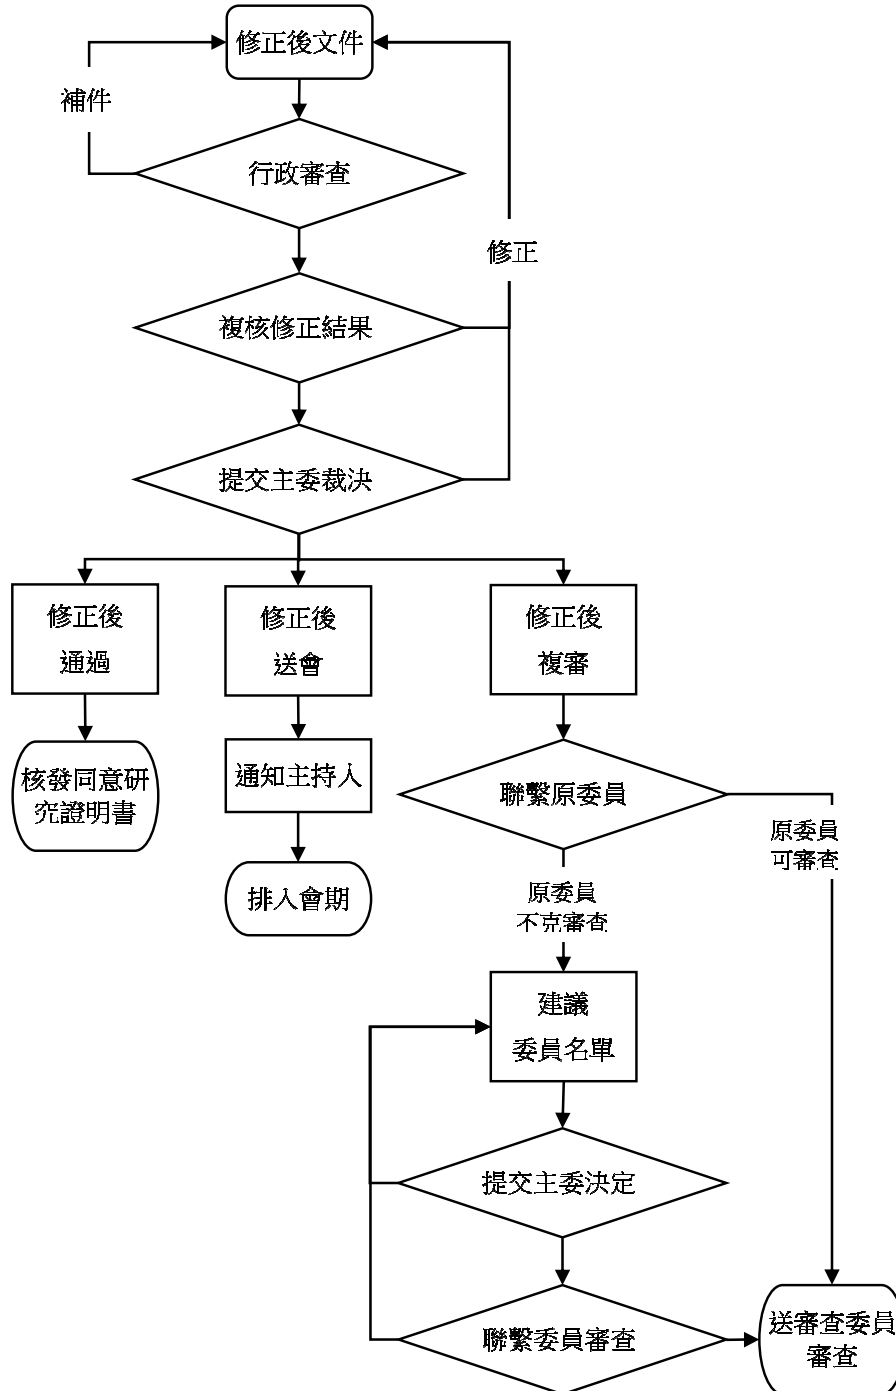 修正後文件
補件
行政審查
修正
複核修正結果
提交主委裁決
修正後
通過
修正後
送會
修正後
複審
核發同意研
究證明書
通知主持人
聯繫原委員
原委員
可審查
排入會期
原委員
不克審查
建議
委員名單
提交主委決定
聯繫委員審查
送審查委員
審查